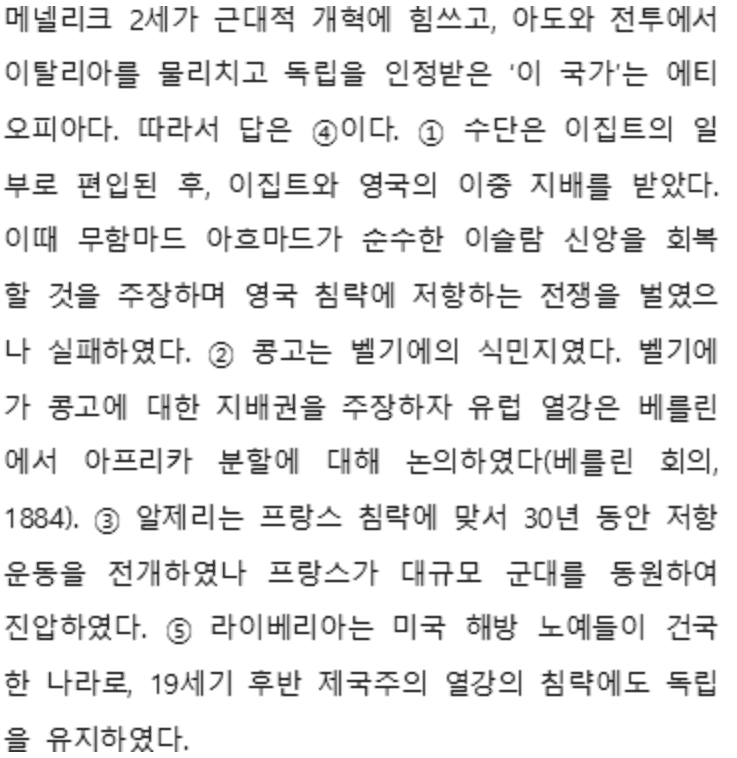 메넬리크 2세가 근대적 개혁에 힘쓰고, 아도와 전투에서
이탈리아를 물리치고 독립을 인정받은 ‘이 국가’는 에티
오피아다. 따라서 답은 ④이다. ① 수단은 이집트의 일
부로 편입된 후, 이집트와 영국의 이중 지배를 받았다.
이때 무함마드 아흐마드가 순수한 이슬람 신앙을 회복
할 것을 주장하며 영국 침략에 저항하는 전쟁을 벌였으
나 실패하였다. ② 콩고는 벨기에의 식민지였다. 벨기에
가 콩고에 대한 지배권을 주장하자 유럽 열강은 베를린
에서 아프리카 분할에 대해 논의하였다(베를린 회의,
1884). ③ 알제리는 프랑스 침략에 맞서 30년 동안 저항
운동을 전개하였나 프랑스가 대규모 군대를 동원하여
진압하였다. ⑤ 라이베리아는 미국 해방 노예들이 건국
한 나라로, 19세기 후반 제국주의 열강의 침략에도 독립
을 유지하였다.